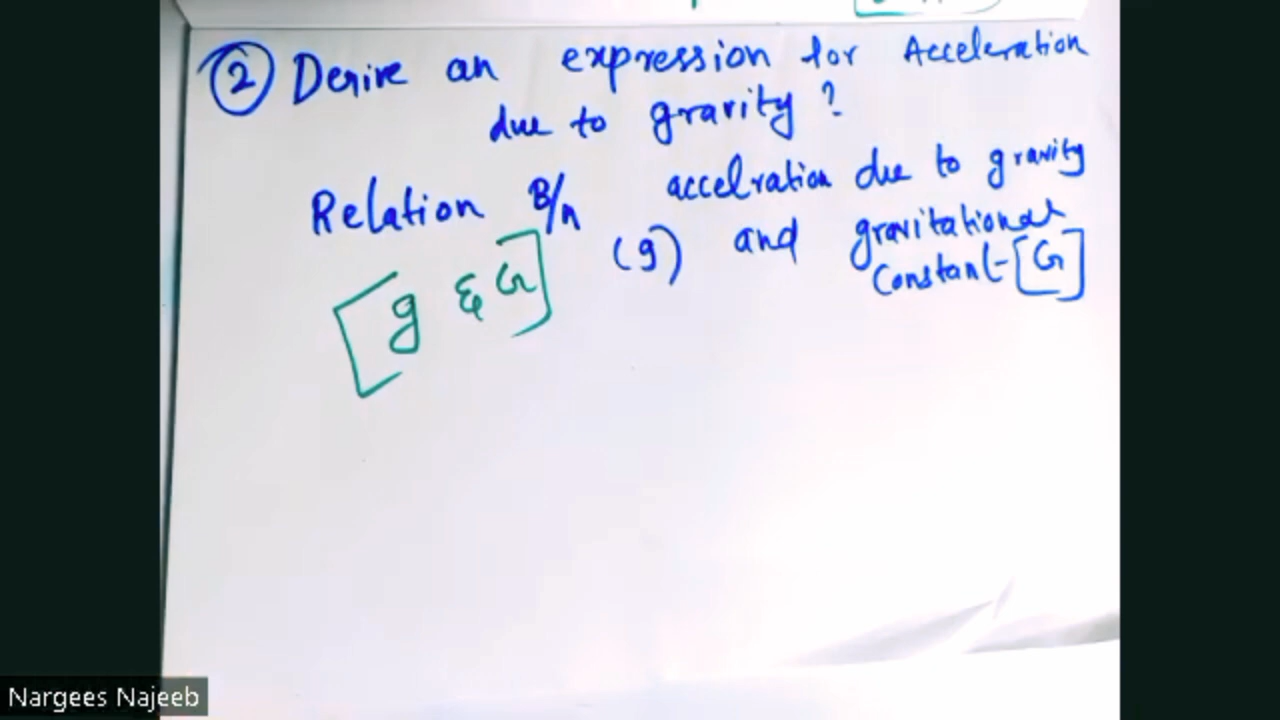 ② Derive an expression for Acceleration
due to gravity ?
Relation B/n accelration due to gravity
(g) and gravitational
Constant- [G]
[g & G]
Nargees Najeeb